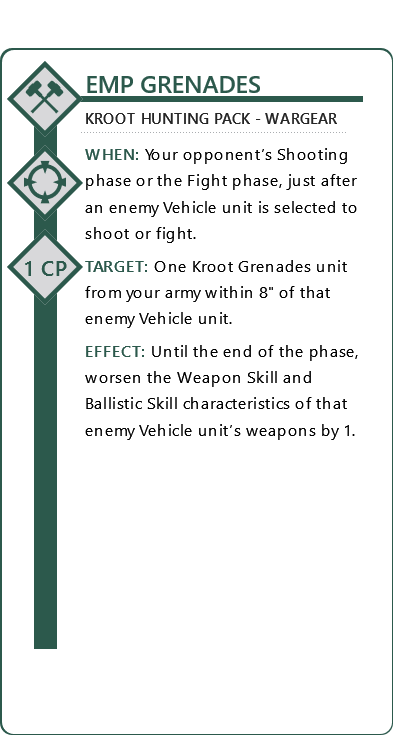 EMP GRENADES
KROOT HUNTING PACK - WARGEAR
WHEN: Your opponent's Shooting
phase or the Fight phase, just after
an enemy Vehicle unit is selected to
shoot or fight.
1 CP
TARGET: One Kroot Grenades unit
from your army within 8" of that
enemy Vehicle unit.
EFFECT: Until the end of the phase,
worsen the Weapon Skill and
Ballistic Skill characteristics of that
enemy Vehicle unit's weapons by 1.